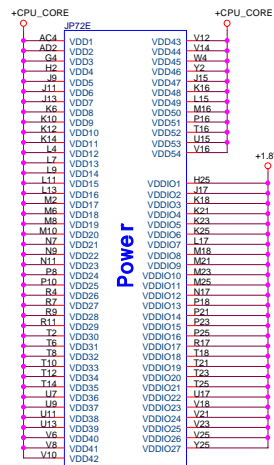 +CPU_CORE +CPU_CORE
JP72E
AC4 VDD1 VDD43 V12
AD2 VDD2 VDD44 V14
G4 VDD3 VDD45 W4
H2 VDD4 VDD46 Y2
J9 VDD5 VDD47 J15
J11 VDD6 VDD48 K16
J13 VDD7 VDD49 L15
K6 VDD8 VDD50 M16
K10 VDD9 VDD51 P16
K12 VDD10 VDD52 T16
K14 VDD11 VDD53 U15
L4 VDD12 VDD54 V16
L7 VDD13 +1.8
L9 VDD14
L11 VDD15 VDDIO1 H25
L13 VDD16 VDDIO2 J17
M2 VDD17 VDDIO3 K18
M6 VDD18 VDDIO4 K21
M8 VDD19 VDDIO5 K23
M10 VDD20 VDDIO6 K25
N7 VDD21 VDDIO7 L17
N9 VDD22 VDDIO8 M18
N11 VDD23 VDDIO9 M21
P8 VDD24 VDDIO10 M23
P10 VDD25 VDDIO11 M25
R4 VDD26 VDDIO12 N17
R7 VDD27 VDDIO13 P18
R9 VDD28 VDDIO14 P21
R11 VDD29 VDDIO15 P23
T2 VDD30 VDDIO16 P25
T6 VDD31 VDDIO17 R17
T8 VDD32 VDDIO18 T18
T10 VDD33 VDDIO19 T21
T12 VDD34 VDDIO20 T23
T14 VDD35 VDDIO21 T25
U7 VDD36 VDDIO22 U17
U9 VDD37 VDDIO23 V18
U11 VDD38 VDDIO24 V21
U13 VDD39 VDDIO25 V23
V6 VDD40 VDDIO26 V25
V8 VDD41 VDDIO27 Y25
V10 VDD42
Power